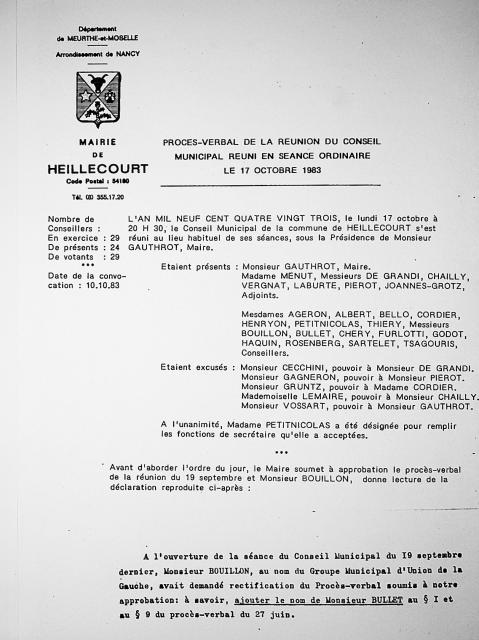 Département
de MEURTHE-et-MOSELLE
Arrondissement de NANCY
MAIRIE
DE
HEILLECOURT
Code Postal : 54180
Tél. (8) 355.17.20
PROCES-VERBAL DE LA REUNION DU CONSEIL
MUNICIPAL REUNI EN SEANCE ORDINAIRE
LE 17 OCTOBRE 1983
Nombre de
Conseillers :
En exercice : 29
De présents : 24
De votants : 29
***
Date de la convo-
cation : 10.10.83
L'AN MIL NEUF CENT QUATRE VINGT TROIS, le lundi 17 octobre à
20 H 30, le Conseil Municipal de la commune de HEILLECOURT s'est
réuni au lieu habituel de ses séances, sous la Présidence de Monsieur
GAUTHROT, Maire.
Etaient présents : Monsieur GAUTHROT, Maire.
Madame MENUT, Messieurs DE GRANDI, CHAILLY,
VERGNAT, LABURTE, PIEROT, JOANNES-GROTZ,
Adjoints.
Mesdames AGERON, ALBERT, BELLO, CORDIER,
HENRYON, PETITNICOLAS, THIERY, Messieurs
BOUILLON, BULLET, CHERY, FURLOTTI, GODOT,
HAQUIN, ROSENBERG, SARTELET, TSAGOURIS,
Conseillers.
Etaient excusés : Monsieur CECCHINI, pouvoir à Monsieur DE GRANDI.
Monsieur GAGNERON, pouvoir à Monsieur PIEROT.
Monsieur GRUNTZ, pouvoir à Madame CORDIER.
Mademoiselle LEMAIRE, pouvoir à Monsieur CHAILLY.
Monsieur VOSSART, pouvoir à Monsieur GAUTHROT.
A l'unanimité, Madame PETITNICOLAS a été désignée pour remplir
les fonctions de secrétaire qu'elle a acceptées.
***
Avant d'aborder l'ordre du jour, le Maire soumet à approbation le procès-verbal
de la réunion du 19 septembre et Monsieur BOUILLON, donne lecture de la
déclaration reproduite ci-après :
A l'ouverture de la séance du Conseil Municipal du I9 septembre
dernier, Monsieur BOUILLON, au nom du Groupe Municipal d'Union de la
Gauche, avait demandé rectification du Procès-verbal soumis à notre
approbation: à savoir, ajouter le nom de Monsieur BULLET au § I et
au § 9 du procès-verbal du 27 juin.